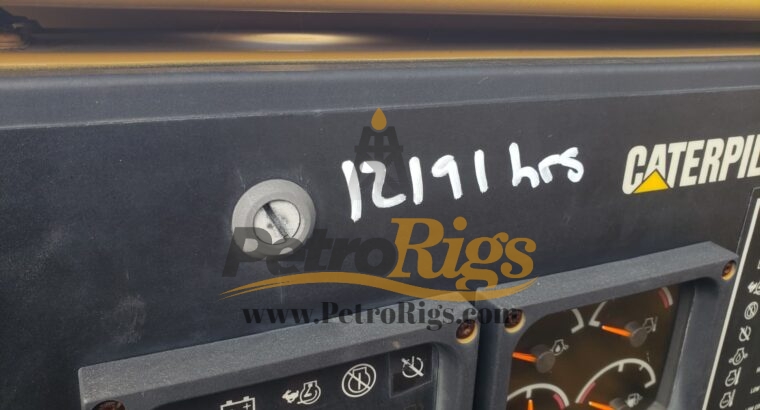 12191 hrs
CATERPIL
PetroRigs
www.PetroRigs.com